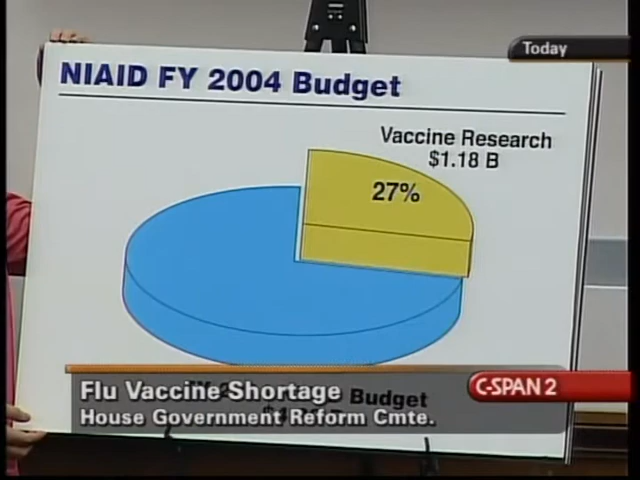 Today
NIAID FY 2004 Budget
Vaccine Research
$1.18 B
27%
Budget
Flu Vaccine Shortage
C-SPAN 2
House Government Reform Cmte.